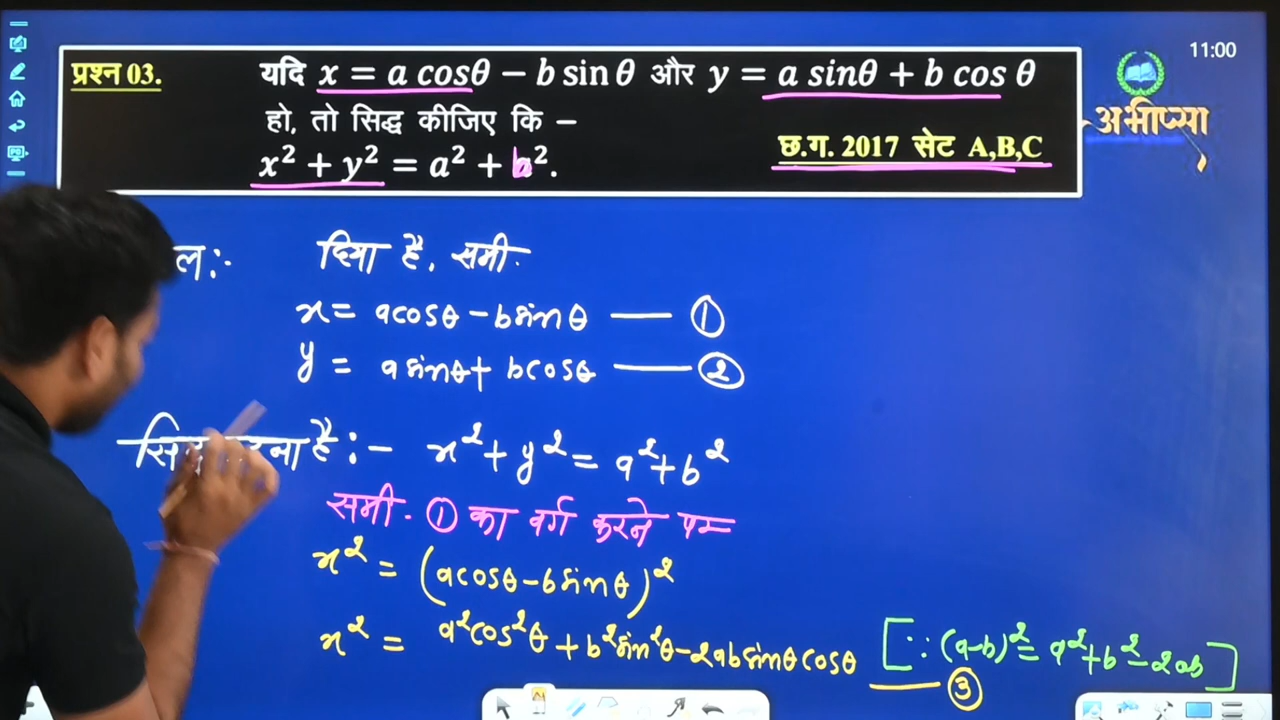 प्रश्न 03. यदि x = a cosθ − b sin θ और y = a sinθ + b cos θ
हो, तो सिद्ध कीजिए कि −
x² + y² = a² + b².
छ.ग. 2017 सेट A,B,C
11:00
अभीप्सा
ल:-
दिया है, समी.
x = acosθ - bsinθ — ①
y = asinθ + bcosθ — ②
है :- x² + y² = a² + b²
समी. ① का वर्ग करने पर
x² = (acosθ - bsinθ)²
x² = a²cos²θ + b²sin²θ - 2absinθcosθ [∵ (a-b)² = a² + b² - 2ab]
— ③